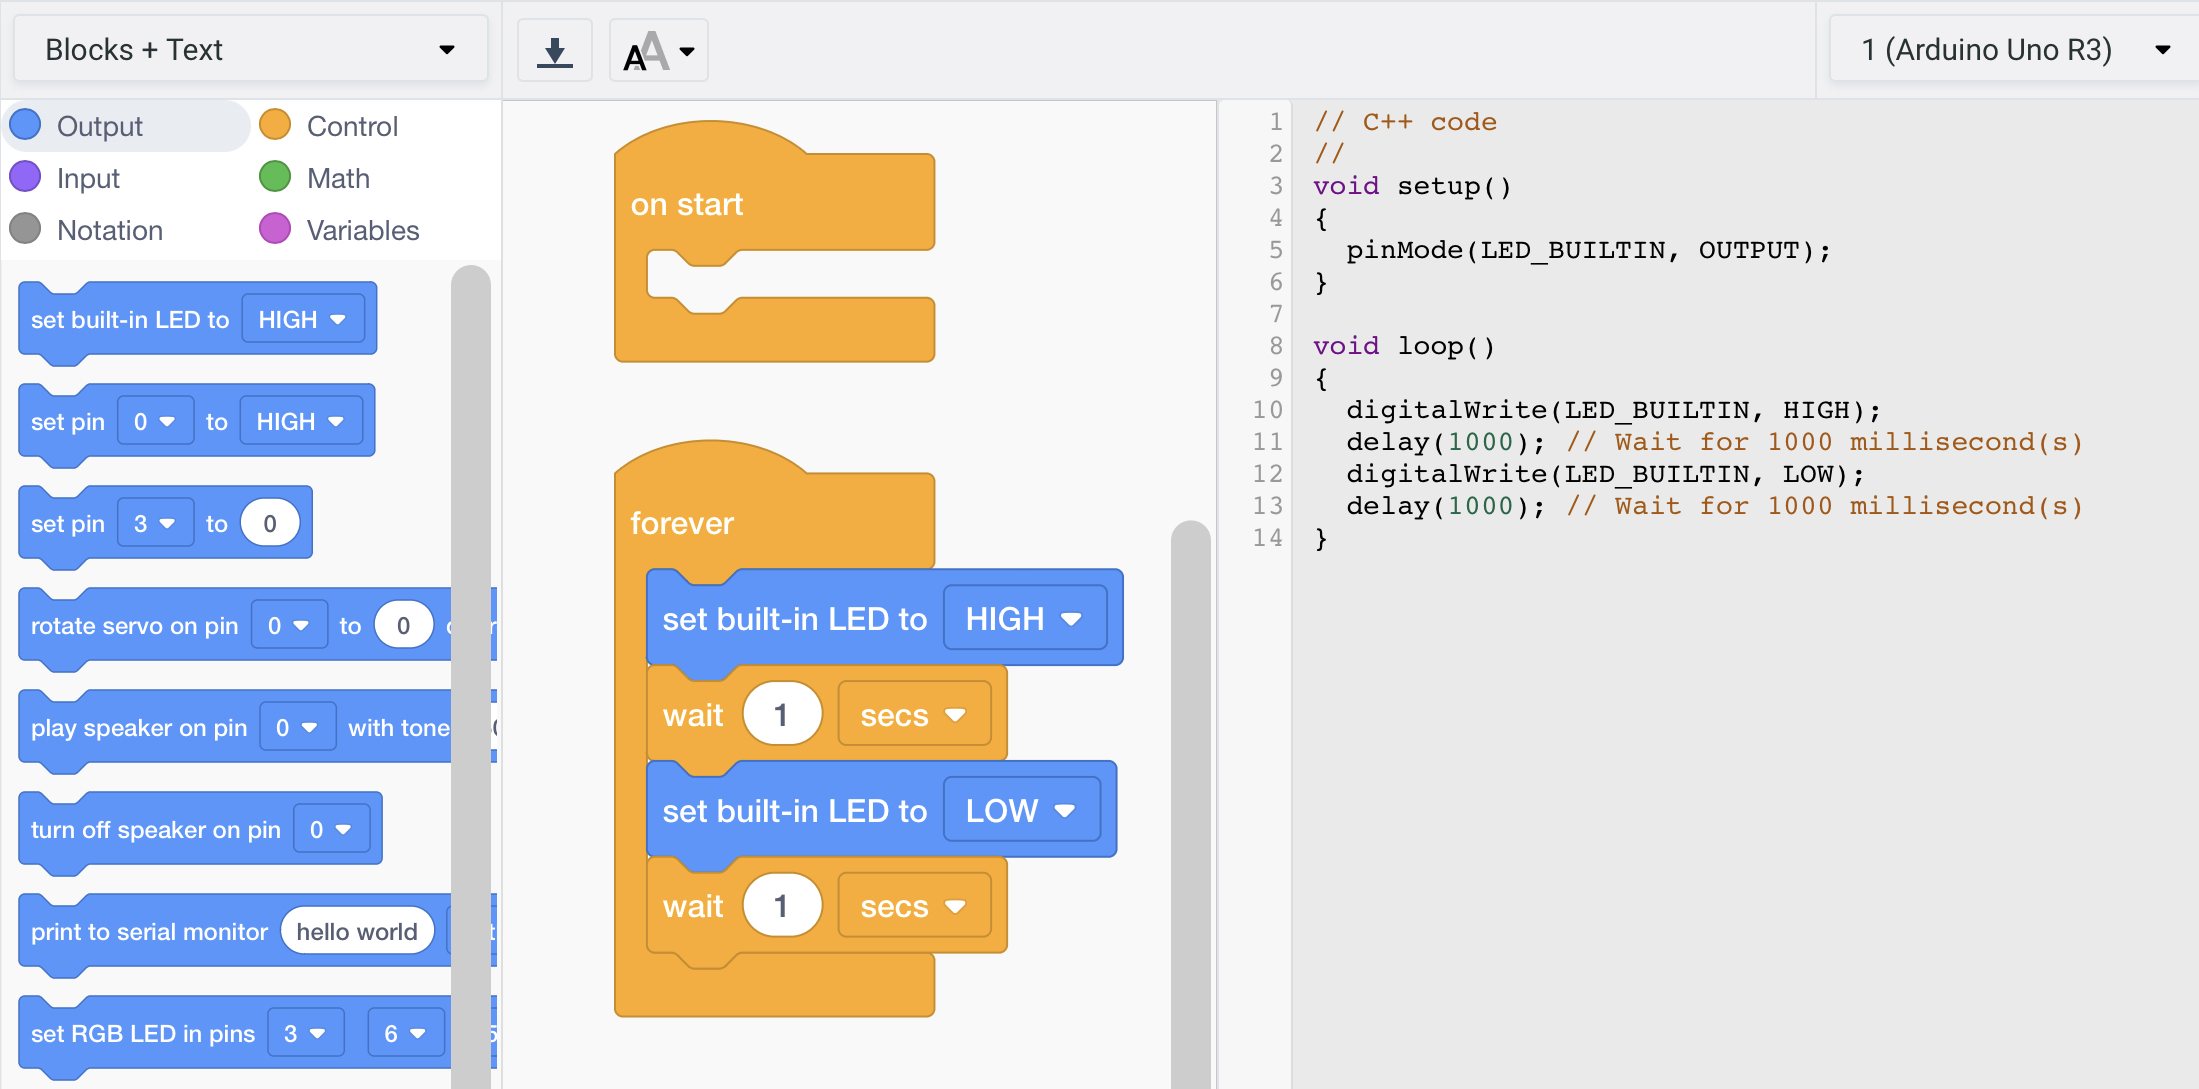 Blocks + Text
AA
1 (Arduino Uno R3)
Output
Control
Input
Math
Notation
Variables
set built-in LED to HIGH
set pin 0 to HIGH
set pin 3 to 0
rotate servo on pin 0 to 0
play speaker on pin 0 with tone
turn off speaker on pin 0
print to serial monitor hello world
set RGB LED in pins 3 6
on start
forever
set built-in LED to HIGH
wait 1 secs
set built-in LED to LOW
wait 1 secs
1 // C++ code
2 //
3 void setup()
4 {
5   pinMode(LED_BUILTIN, OUTPUT);
6 }
7
8 void loop()
9 {
10   digitalWrite(LED_BUILTIN, HIGH);
11   delay(1000); // Wait for 1000 millisecond(s)
12   digitalWrite(LED_BUILTIN, LOW);
13   delay(1000); // Wait for 1000 millisecond(s)
14 }